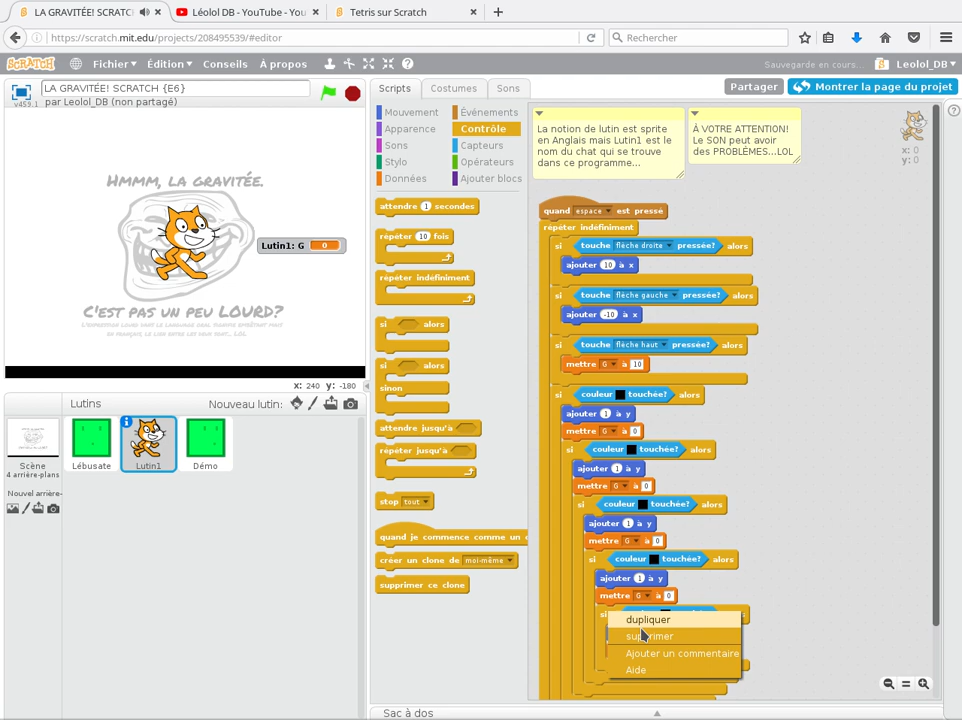 LA GRAVITÉE! SCRATCH
Léolol DB - YouTube - You
Tetris sur Scratch
https://scratch.mit.edu/projects/208495539/#editor
Rechercher
SCRATCH
Fichier
Édition
Conseils
À propos
Sauvegarde en cours...
Leolol_DB
LA GRAVITÉE! SCRATCH {E6}
par Leolol_DB (non partagé)
v459.1
Scripts
Costumes
Sons
Partager
Montrer la page du projet
Mouvement
Événements
Apparence
Contrôle
Sons
Capteurs
Stylo
Opérateurs
Données
Ajouter blocs
La notion de lutin est sprite
en Anglais mais Lutin1 est le
nom du chat qui se trouve
dans ce programme...
À VOTRE ATTENTION!
Le SON peut avoir
des PROBLÈMES...LOL
x: 0
y: 0
HMMM, LA GRAVITÉE.
Lutin1: G 0
C'EST PAS UN PEU LOURD?
x: 240 y: -180
Lutins
Nouveau lutin:
Scène
4 arrière-plans
Nouvel arrière-
Lébusate
Lutin1
Démo
attendre 1 secondes
répéter 10 fois
répéter indéfiniment
si alors
si alors
sinon
attendre jusqu'à
répéter jusqu'à
stop tout
quand je commence comme un c
créer un clone de moi-même
supprimer ce clone
quand espace est pressé
répéter indéfiniment
si touche flèche droite pressée? alors
ajouter 10 à x
si touche flèche gauche pressée? alors
ajouter -10 à x
si touche flèche haut pressée? alors
mettre G à 10
si couleur touchée? alors
ajouter 1 à y
mettre G à 0
si couleur touchée? alors
ajouter 1 à y
mettre G à 0
si couleur touchée? alors
ajouter 1 à y
mettre G à 0
si couleur touchée? alors
ajouter 1 à y
mettre G à 0
si
dupliquer
supprimer
Ajouter un commentaire
Aide
Sac à dos